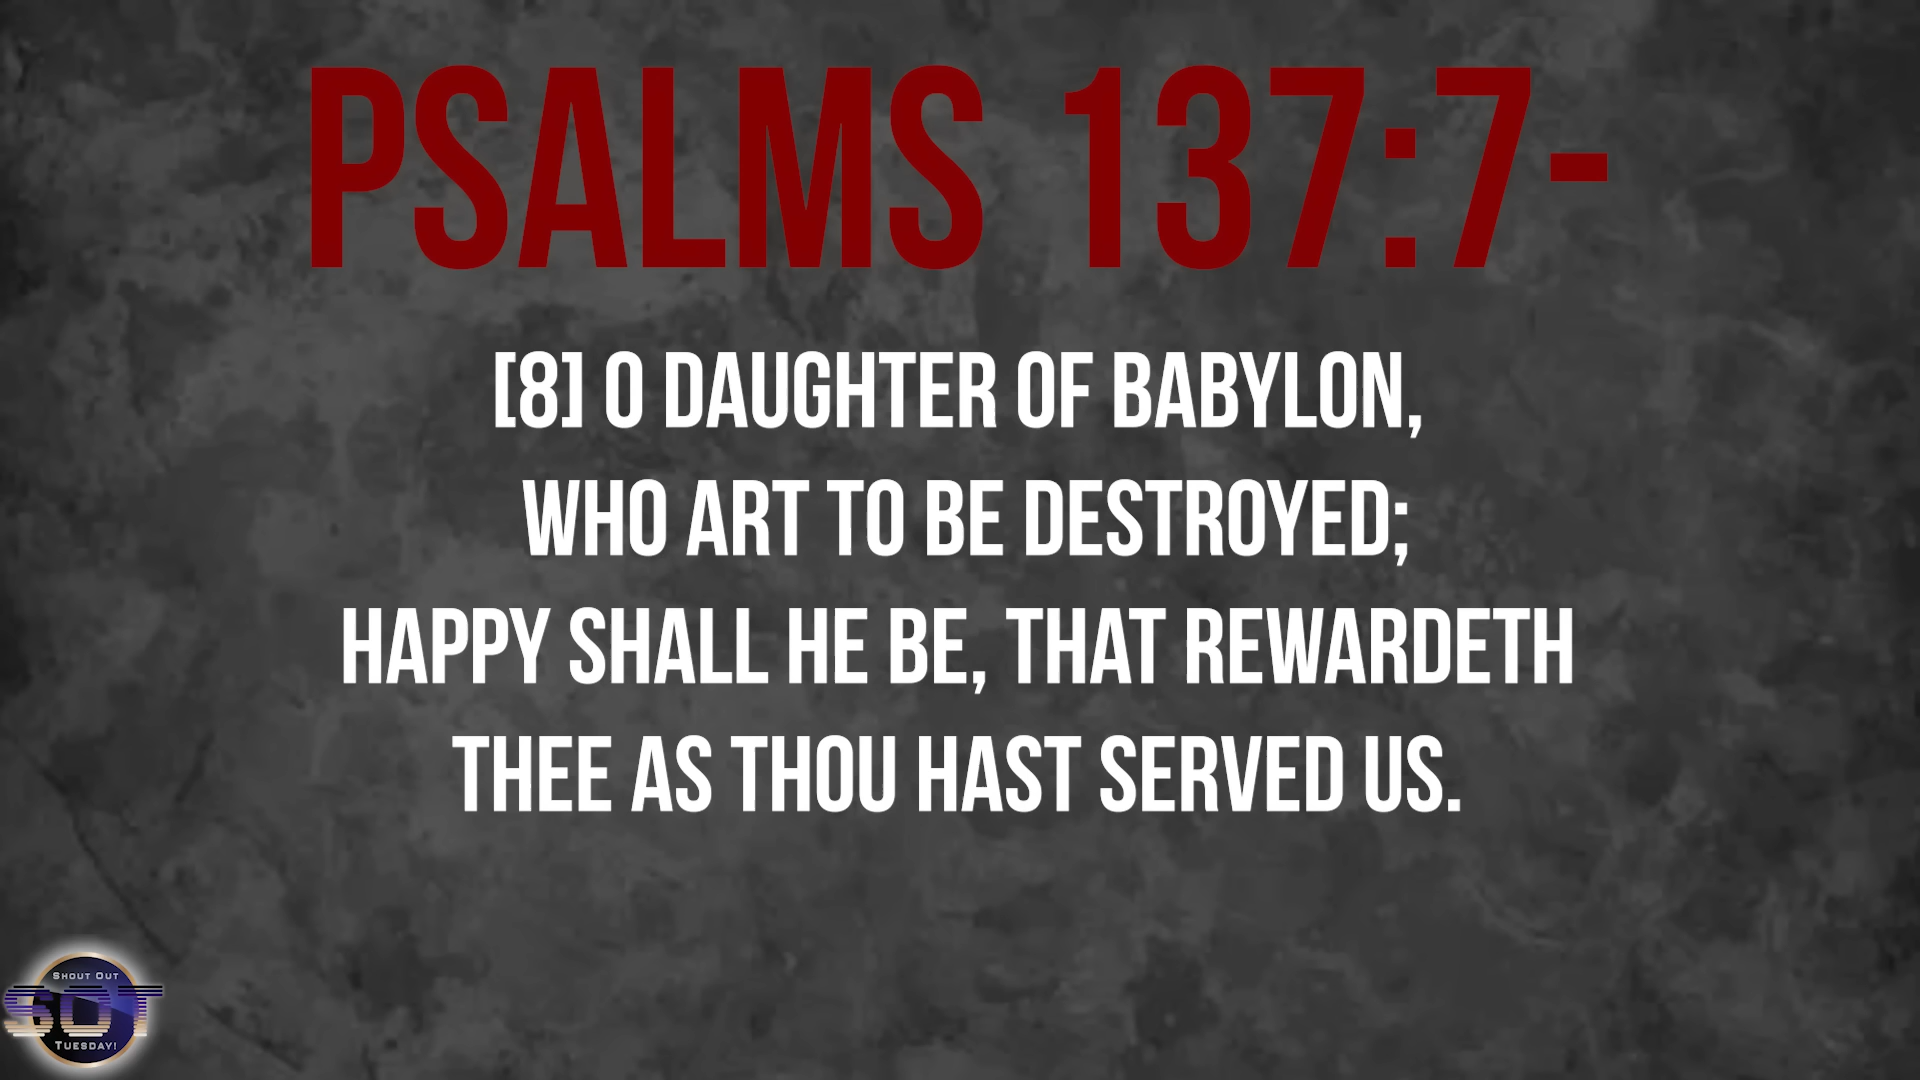 PSALMS 137:7-
[8] O DAUGHTER OF BABYLON,
WHO ART TO BE DESTROYED;
HAPPY SHALL HE BE, THAT REWARDETH
THEE AS THOU HAST SERVED US.
SHOUT OUT
SOT
TUESDAY!